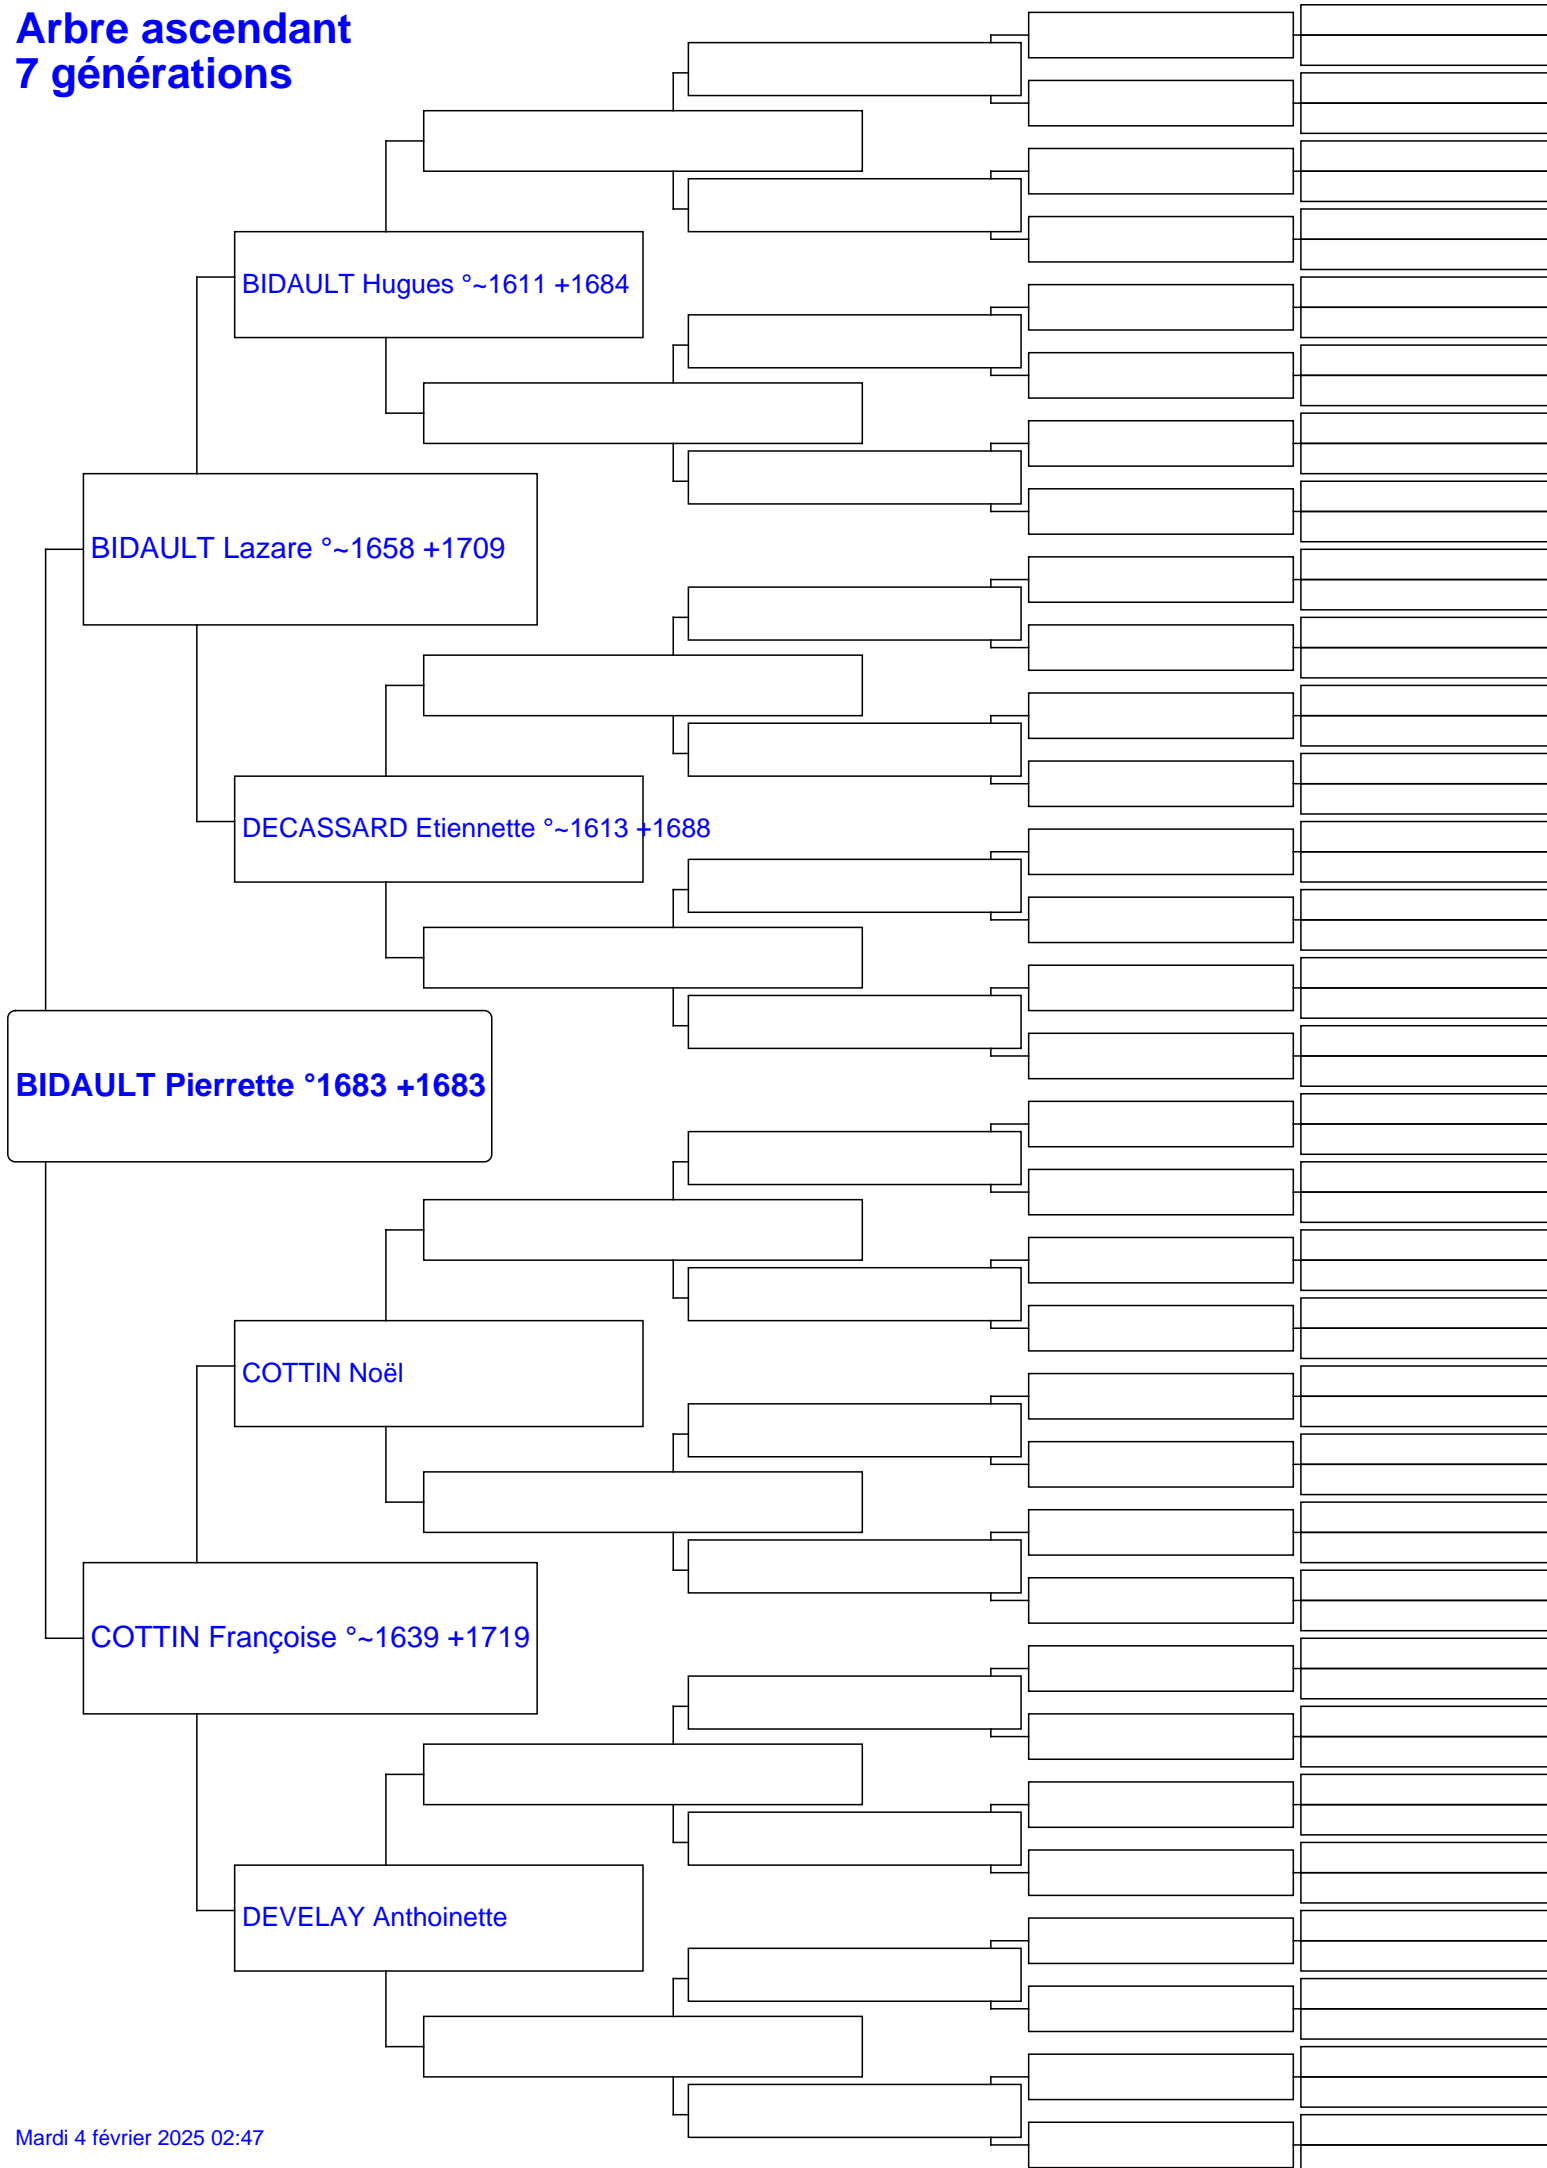 Arbre ascendant
7 générations
BIDAULT Hugues °~1611 +1684
BIDAULT Lazare °~1658 +1709
DECASSARD Etiennette °~1613 +1688
BIDAULT Pierrette °1683 +1683
COTTIN Noël
COTTIN Françoise °~1639 +1719
DEVELAY Anthoinette
Mardi 4 février 2025 02:47